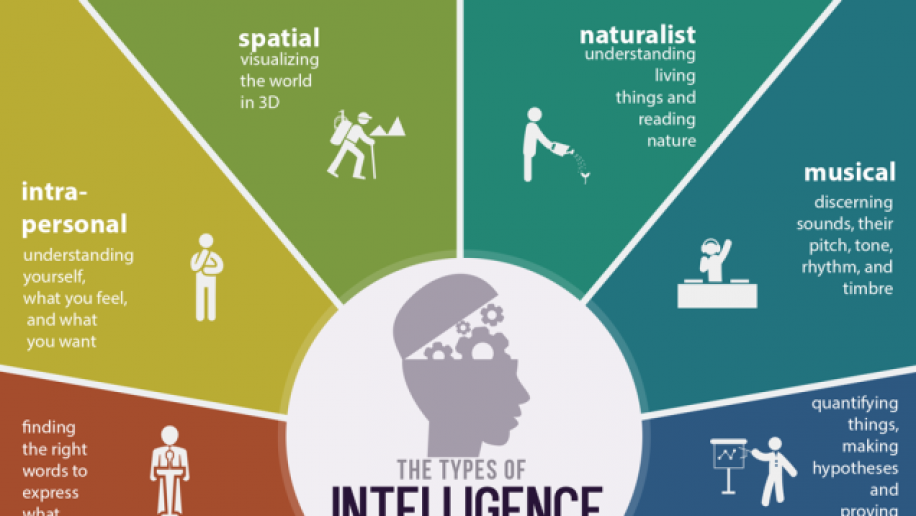 spatial
visualizing
the world
in 3D
naturalist
understanding
living
things and
reading
nature
intra-
personal
understanding
yourself,
what you feel,
and what
you want
musical
discerning
sounds, their
pitch, tone,
rhythm, and
timbre
finding
the right
words to
express
what
quantifying
things,
making
hypotheses
and
proving
THE TYPES OF
INTELLIGENCE